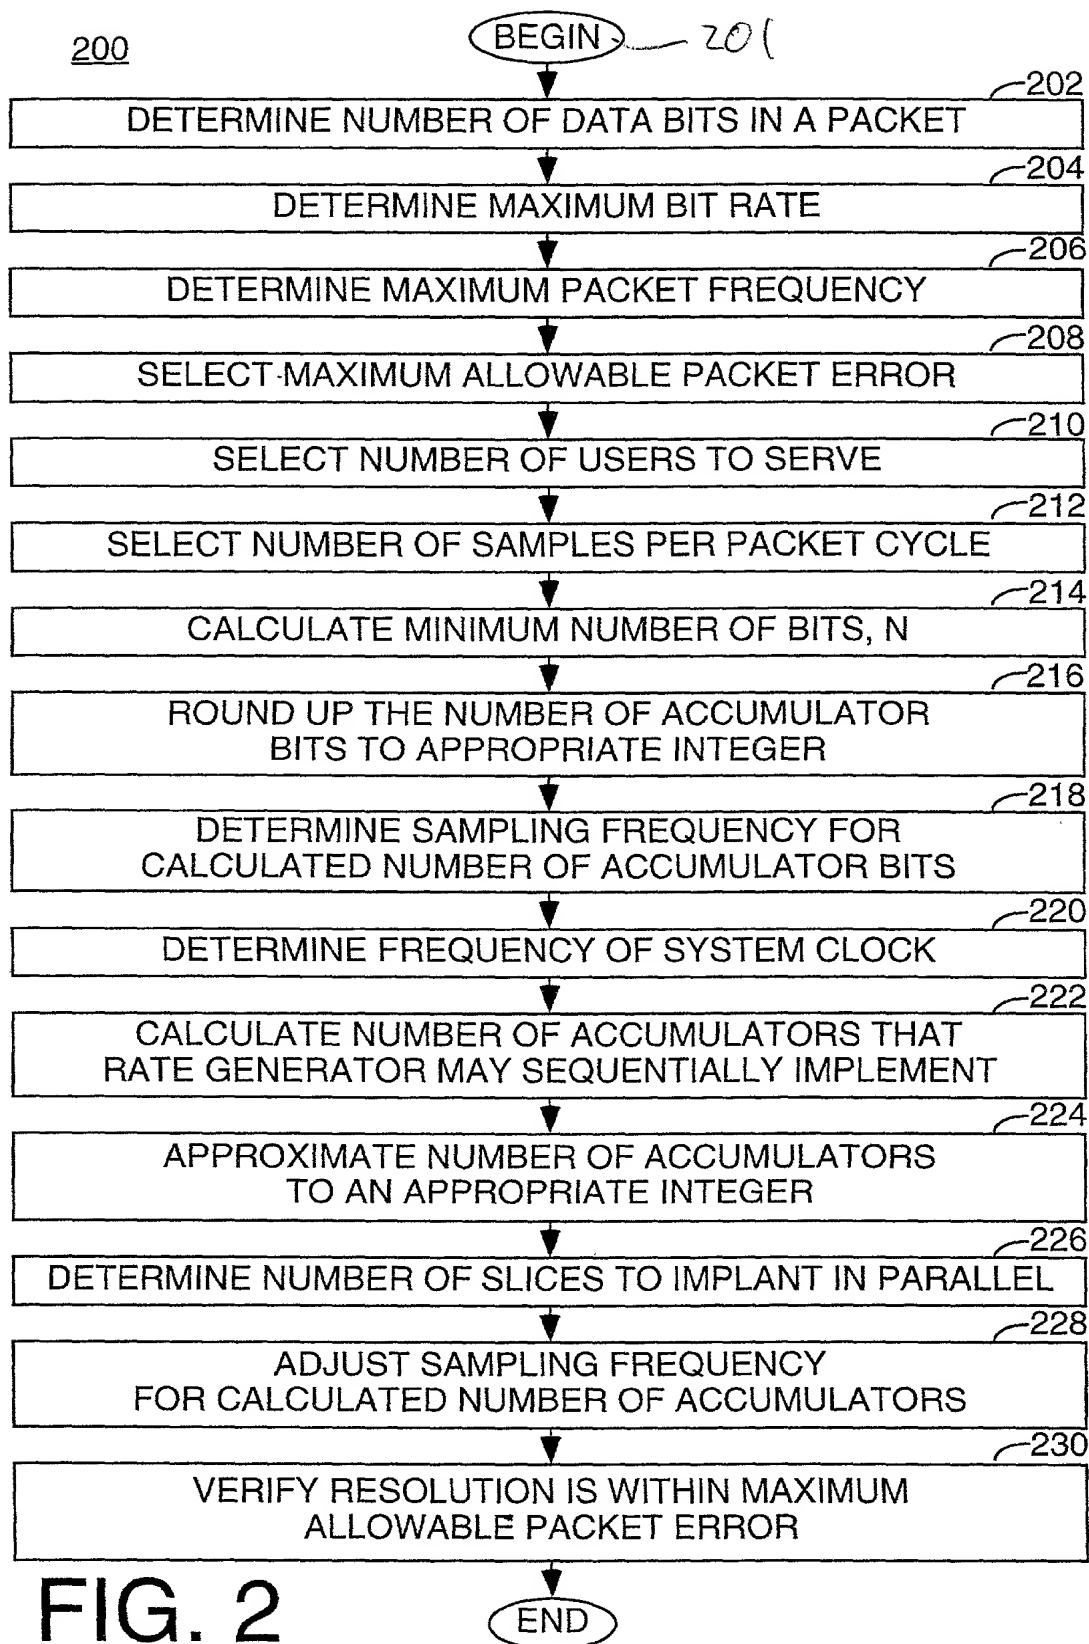 200
BEGIN 201
202
DETERMINE NUMBER OF DATA BITS IN A PACKET
204
DETERMINE MAXIMUM BIT RATE
206
DETERMINE MAXIMUM PACKET FREQUENCY
208
SELECT MAXIMUM ALLOWABLE PACKET ERROR
210
SELECT NUMBER OF USERS TO SERVE
212
SELECT NUMBER OF SAMPLES PER PACKET CYCLE
214
CALCULATE MINIMUM NUMBER OF BITS, N
216
ROUND UP THE NUMBER OF ACCUMULATOR
BITS TO APPROPRIATE INTEGER
218
DETERMINE SAMPLING FREQUENCY FOR
CALCULATED NUMBER OF ACCUMULATOR BITS
220
DETERMINE FREQUENCY OF SYSTEM CLOCK
222
CALCULATE NUMBER OF ACCUMULATORS THAT
RATE GENERATOR MAY SEQUENTIALLY IMPLEMENT
224
APPROXIMATE NUMBER OF ACCUMULATORS
TO AN APPROPRIATE INTEGER
226
DETERMINE NUMBER OF SLICES TO IMPLANT IN PARALLEL
228
ADJUST SAMPLING FREQUENCY
FOR CALCULATED NUMBER OF ACCUMULATORS
230
VERIFY RESOLUTION IS WITHIN MAXIMUM
ALLOWABLE PACKET ERROR
FIG. 2
END